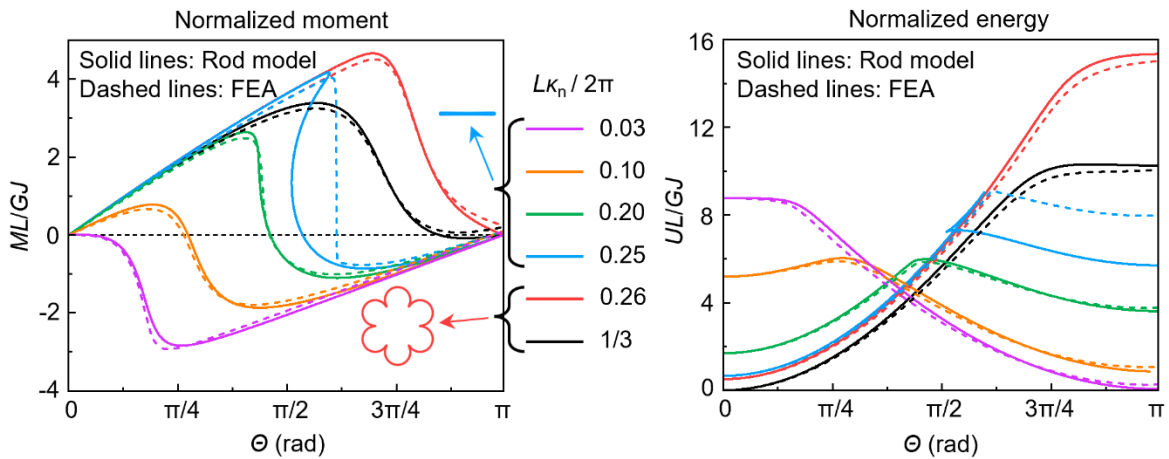 Normalized moment
Solid lines: Rod model
Dashed lines: FEA
ML/GJ
4
2
0
-2
-4
0
π/4
π/2
3π/4
π
Θ (rad)
Lκn / 2π
0.03
0.10
0.20
0.25
0.26
1/3
Normalized energy
Solid lines: Rod model
Dashed lines: FEA
UL/GJ
16
12
8
4
0
0
π/4
π/2
3π/4
π
Θ (rad)